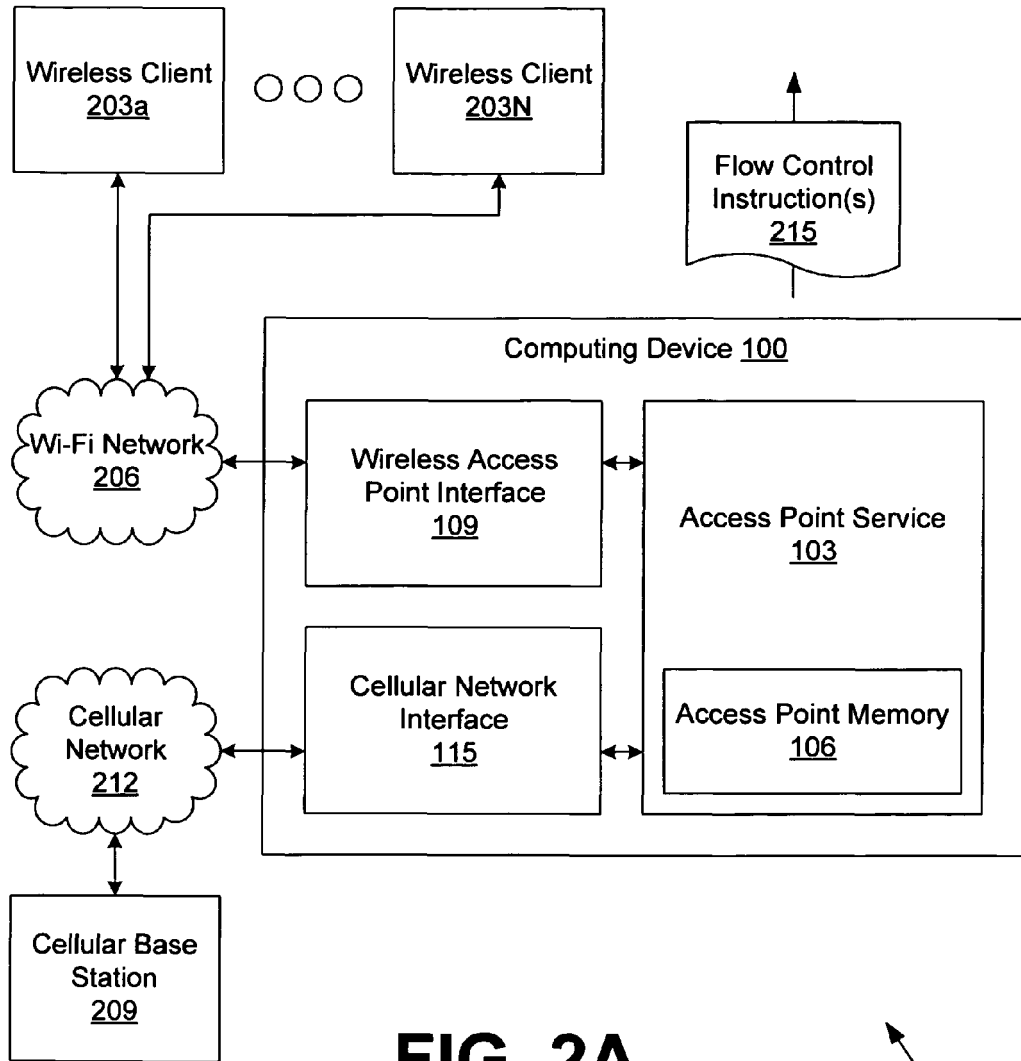 Wireless Client
203a
Wireless Client
203N
Flow Control
Instruction(s)
215
Computing Device 100
Wi-Fi Network
206
Wireless Access
Point Interface
109
Access Point Service
103
Cellular
Network
212
Cellular Network
Interface
115
Access Point Memory
106
Cellular Base
Station
209
FIG. 2A